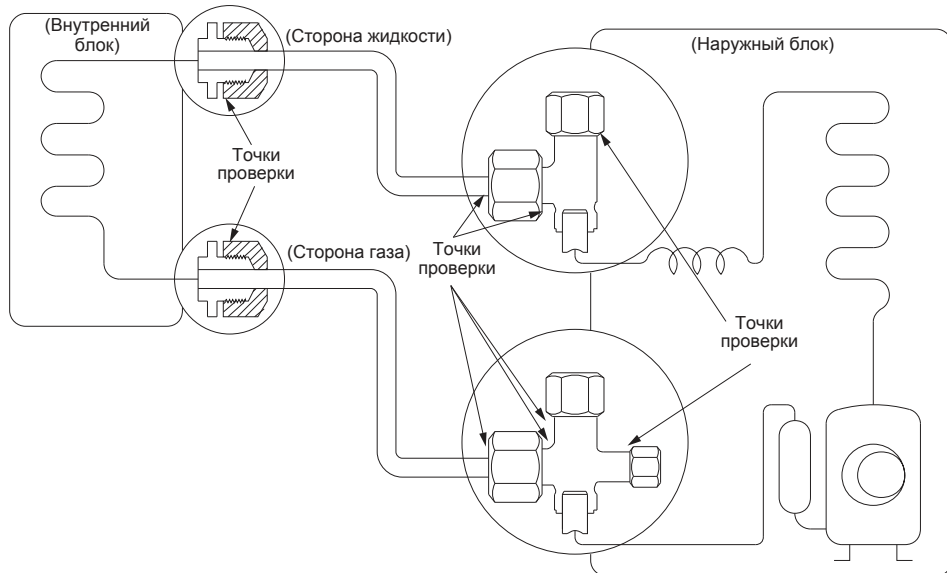 (Внутренний
блок)
(Сторона жидкости)
(Наружный блок)
Точки
проверки
(Сторона газа)
Точки
проверки
Точки
проверки